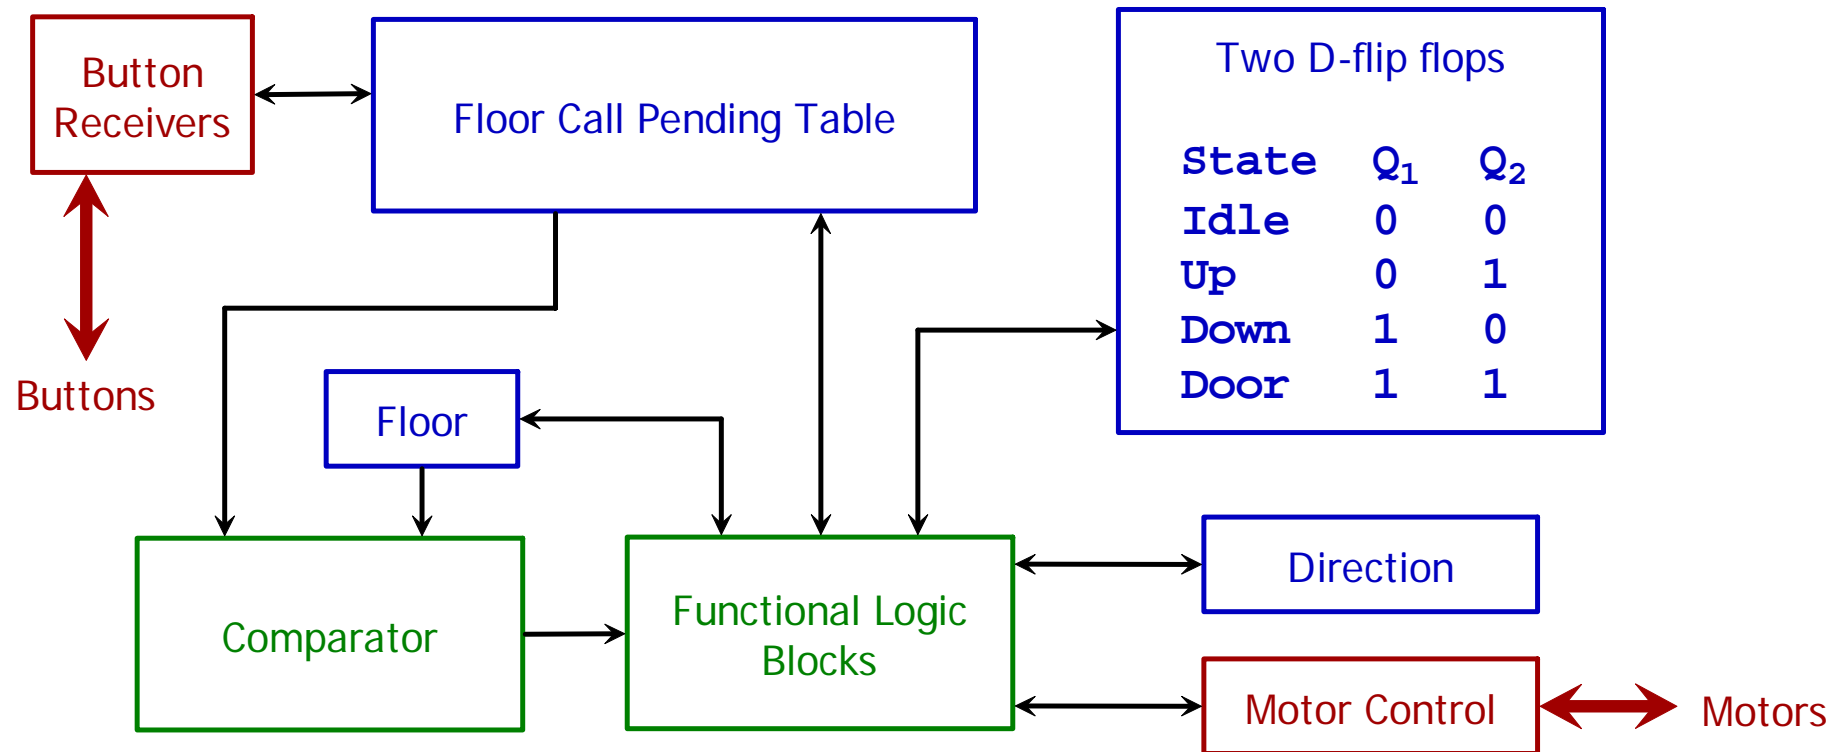 Button
Receivers
Floor Call Pending Table
Two D-flip flops
State Q₁ Q₂
Idle 0 0
Up 0 1
Down 1 0
Door 1 1
Buttons
Floor
Comparator
Functional Logic
Blocks
Direction
Motor Control
Motors